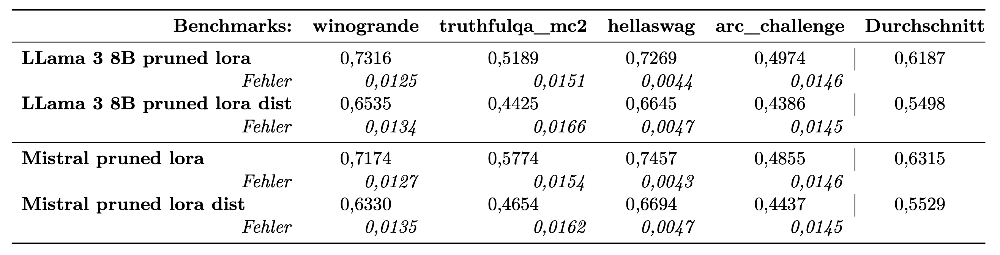 Benchmarks: winogrande truthfulqa_mc2 hellaswag arc_challenge Durchschnitt
LLama 3 8B pruned lora 0,7316 0,5189 0,7269 0,4974 0,6187
Fehler 0,0125 0,0151 0,0044 0,0146
LLama 3 8B pruned lora dist 0,6535 0,4425 0,6645 0,4386 0,5498
Fehler 0,0134 0,0166 0,0047 0,0145
Mistral pruned lora 0,7174 0,5774 0,7457 0,4855 0,6315
Fehler 0,0127 0,0154 0,0043 0,0146
Mistral pruned lora dist 0,6330 0,4654 0,6694 0,4437 0,5529
Fehler 0,0135 0,0162 0,0047 0,0145